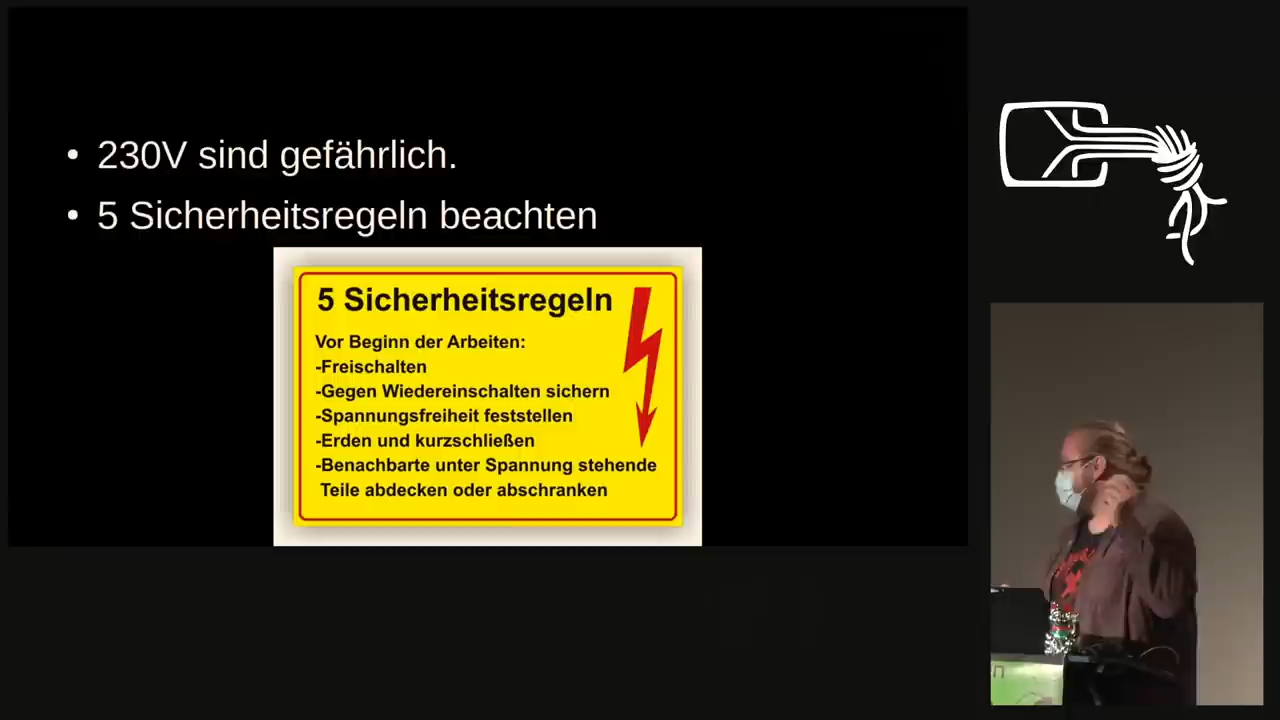 • 230V sind gefährlich.
• 5 Sicherheitsregeln beachten
5 Sicherheitsregeln
Vor Beginn der Arbeiten:
-Freischalten
-Gegen Wiedereinschalten sichern
-Spannungsfreiheit feststellen
-Erden und kurzschließen
-Benachbarte unter Spannung stehende
Teile abdecken oder abschranken